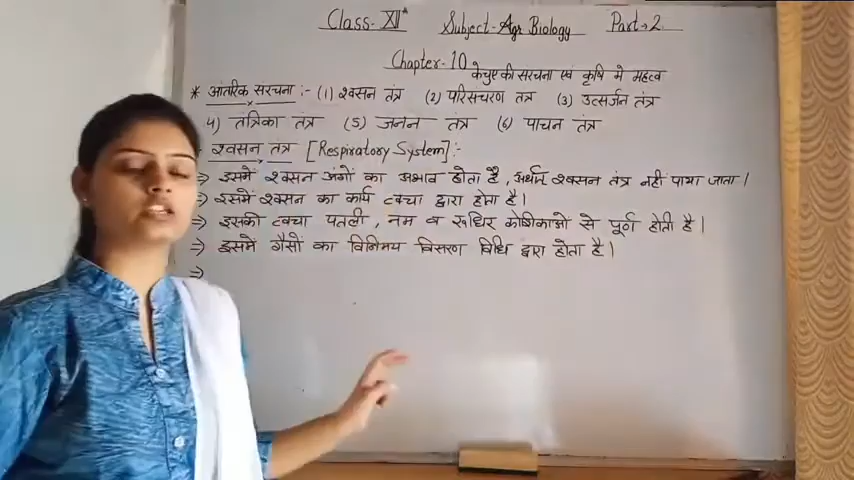 Class-XIIth Subject-Agr Biology Part-2
Chapter-10
केचुए की संरचना एवं कृषि मे महत्व
* आंतरिक संरचना :- (1) श्वसन तंत्र (2) परिसंचरण तंत्र (3) उत्सर्जन तंत्र
4) तंत्रिका तंत्र (5) जनन तंत्र (6) पाचन तंत्र
श्वसन तंत्र [Respiratory System]:-
⇒ इसमें श्वसन अंगों का अभाव होता है, अर्थात श्वसन तंत्र नहीं पाया जाता।
⇒ इसमें श्वसन का कार्य त्वचा द्वारा होता है।
⇒ इसकी त्वचा पतली, नम व रूधिर कोशिकाओं से पूर्ण होती है।
⇒ इसमें गैसों का विनिमय विसरण विधि द्वारा होता है।
⇒